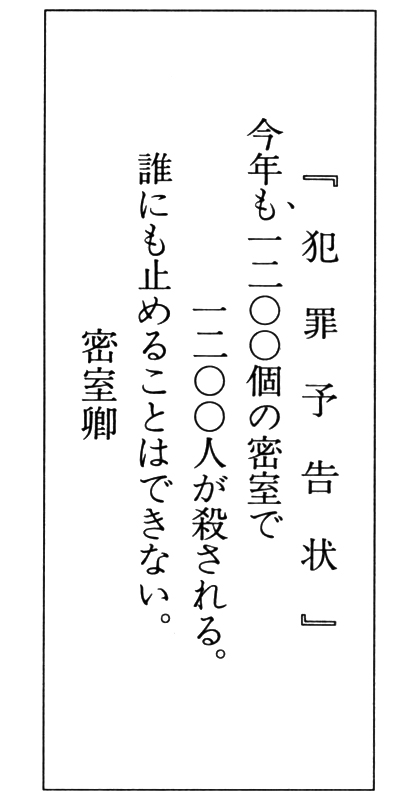 『犯罪予告状』
今年も、一二〇〇個の密室で
一二〇〇人が殺される。
誰にも止めることはできない。
密室卿